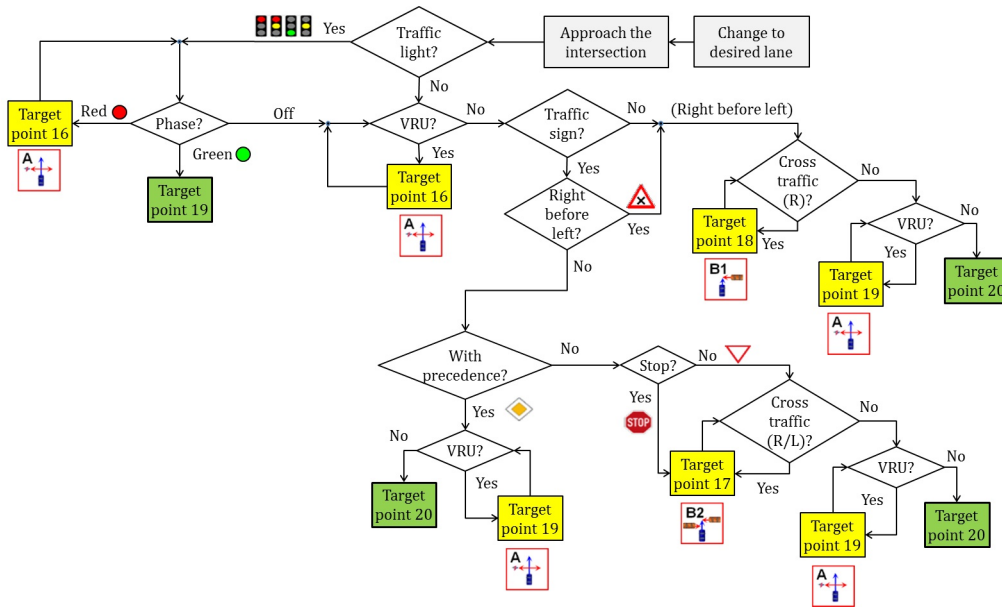 Yes
Traffic
light?
Approach the
intersection
Change to
desired lane
No
Target
point 16
A
Red
Phase?
Green
Target
point 19
Off
VRU?
No
Yes
Target
point 16
A
Traffic
sign?
No
(Right before left)
Yes
Right
before
left?
Yes
No
Cross
traffic
(R)?
No
Yes
Target
point 18
B1
VRU?
No
Yes
Target
point 19
A
Target
point 20
With
precedence?
No
Yes
VRU?
No
Yes
Target
point 20
Target
point 19
A
Stop?
No
Yes
STOP
Cross
traffic
(R/L)?
No
Yes
Target
point 17
B2
VRU?
No
Yes
Target
point 19
A
Target
point 20